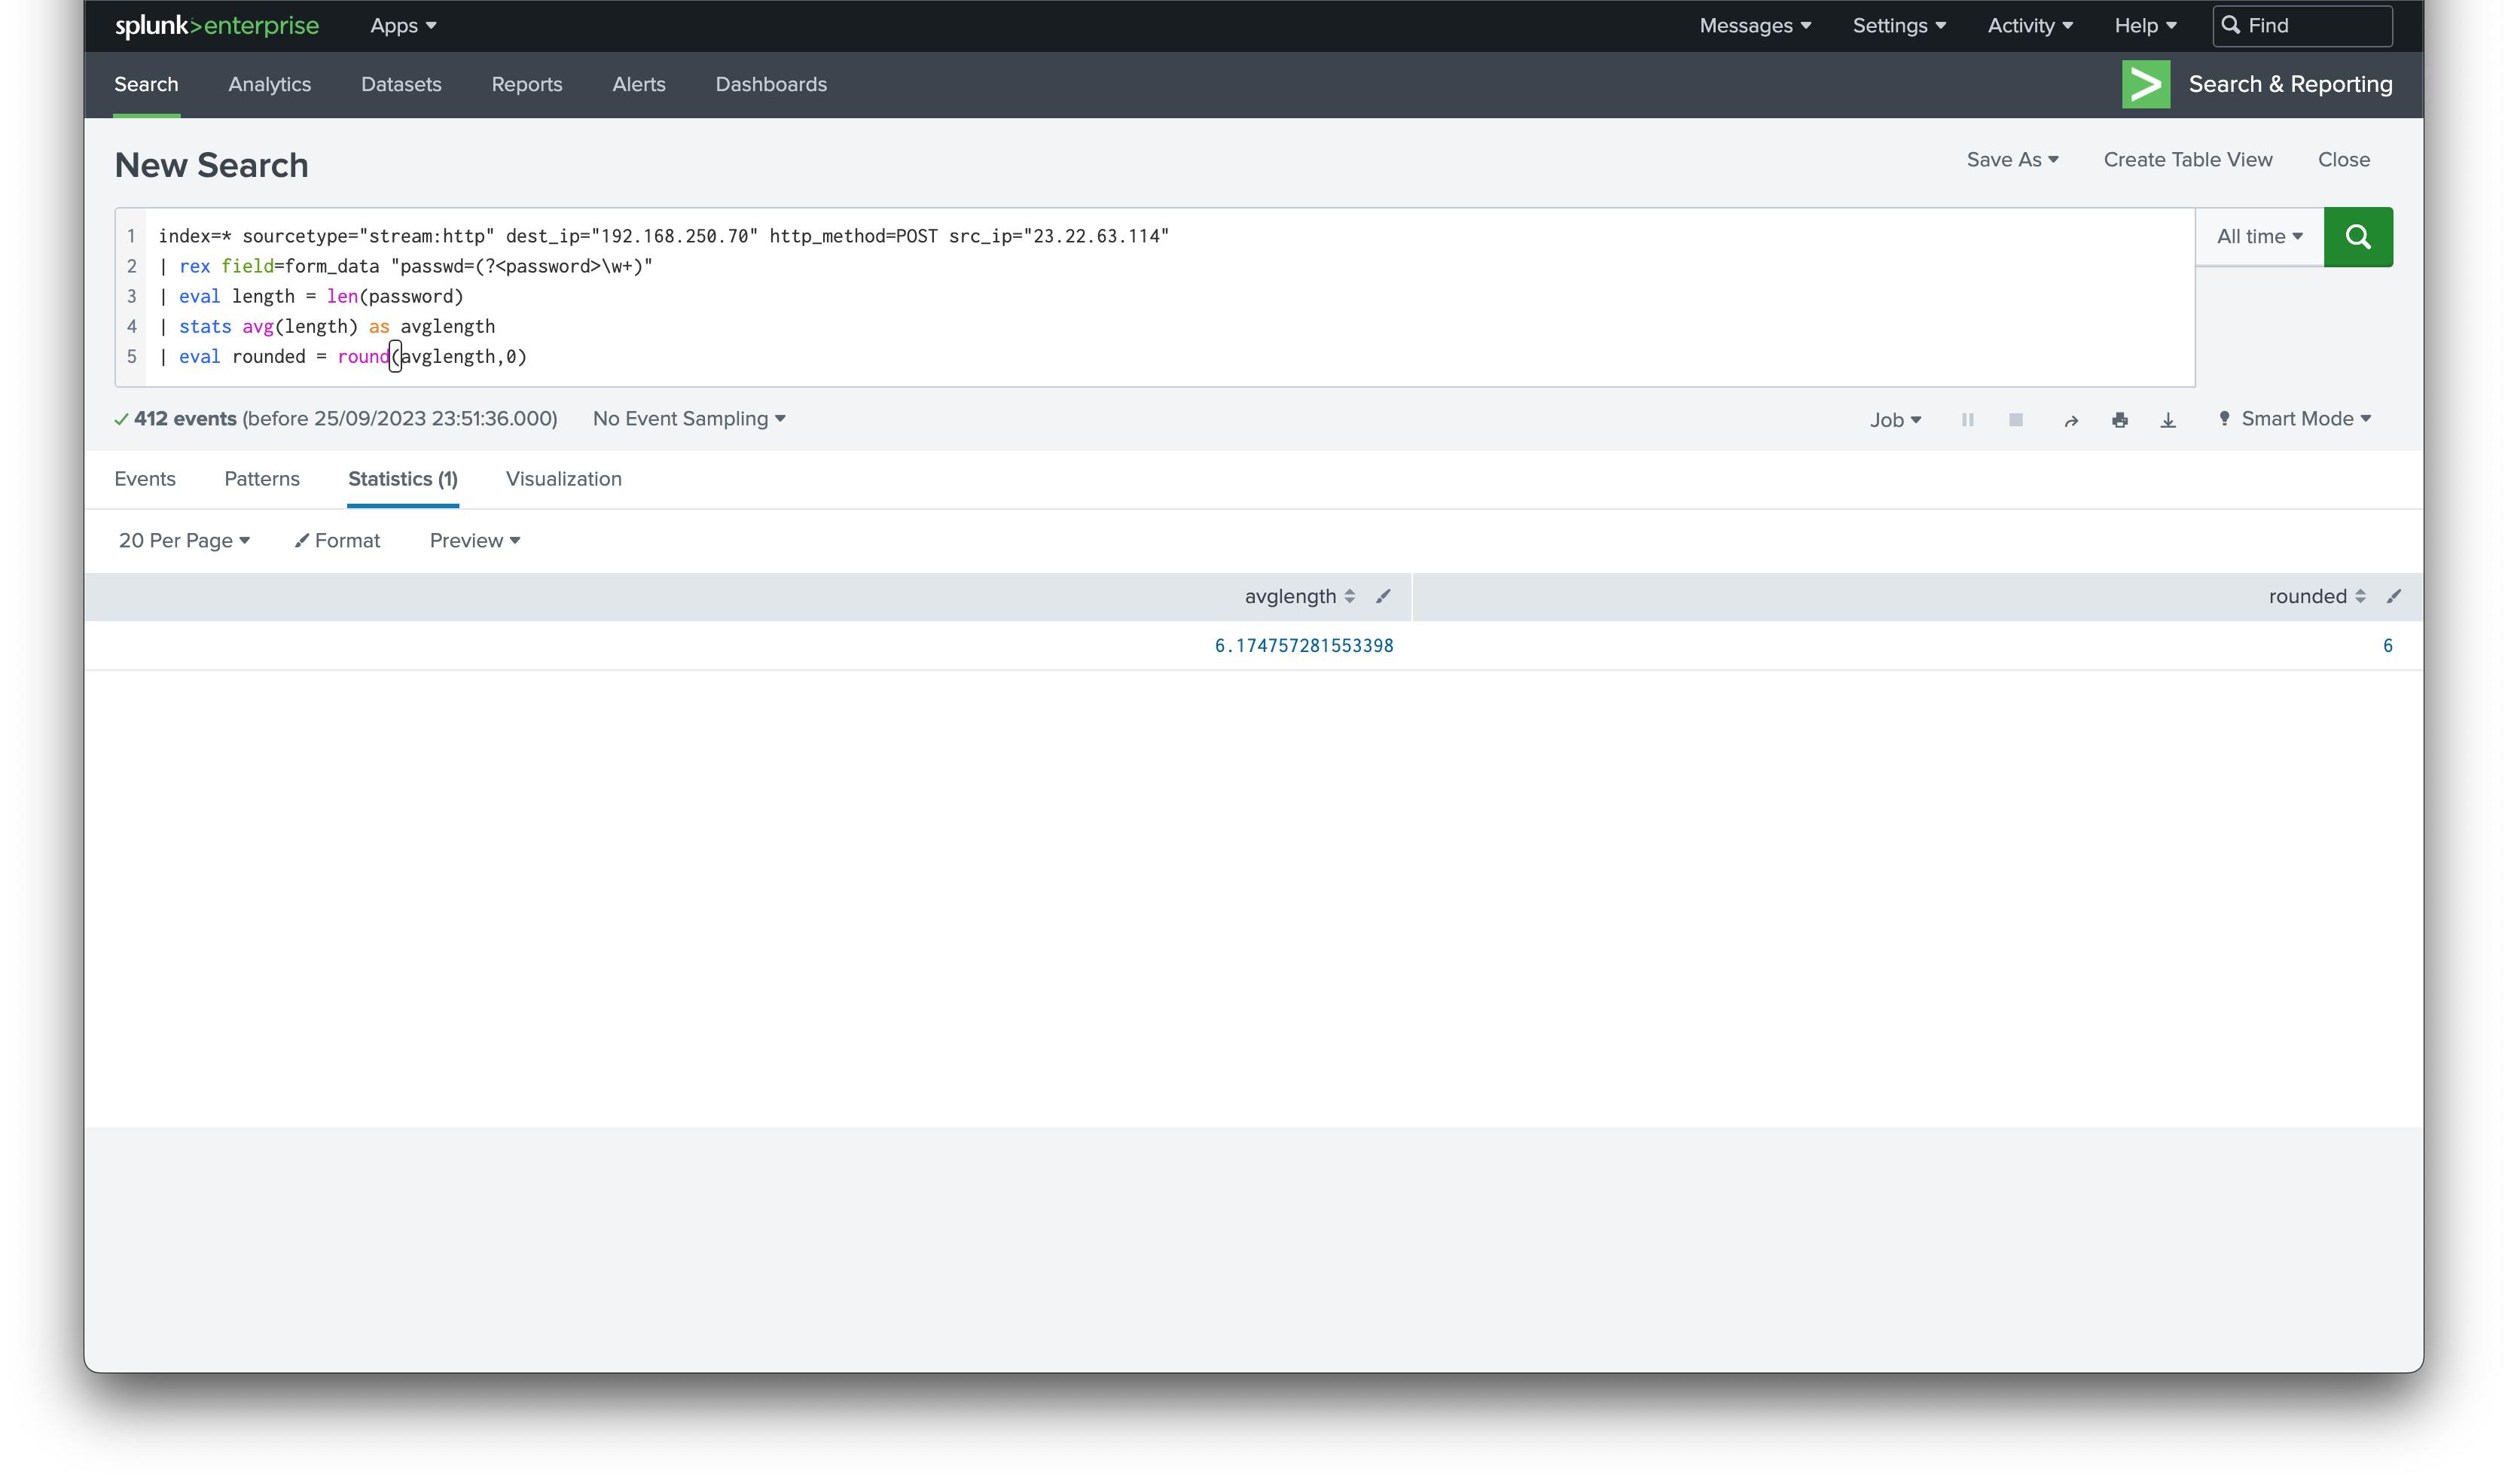 splunk>enterprise Apps Messages Settings Activity Help Find
Search Analytics Datasets Reports Alerts Dashboards Search & Reporting
New Search Save As Create Table View Close
1 index=* sourcetype="stream:http" dest_ip="192.168.250.70" http_method=POST src_ip="23.22.63.114" All time
2 | rex field=form_data "passwd=(?<password>\w+)"
3 | eval length = len(password)
4 | stats avg(length) as avglength
5 | eval rounded = round(avglength,0)
412 events (before 25/09/2023 23:51:36.000) No Event Sampling Job Smart Mode
Events Patterns Statistics (1) Visualization
20 Per Page Format Preview
avglength rounded
6.174757281553398 6